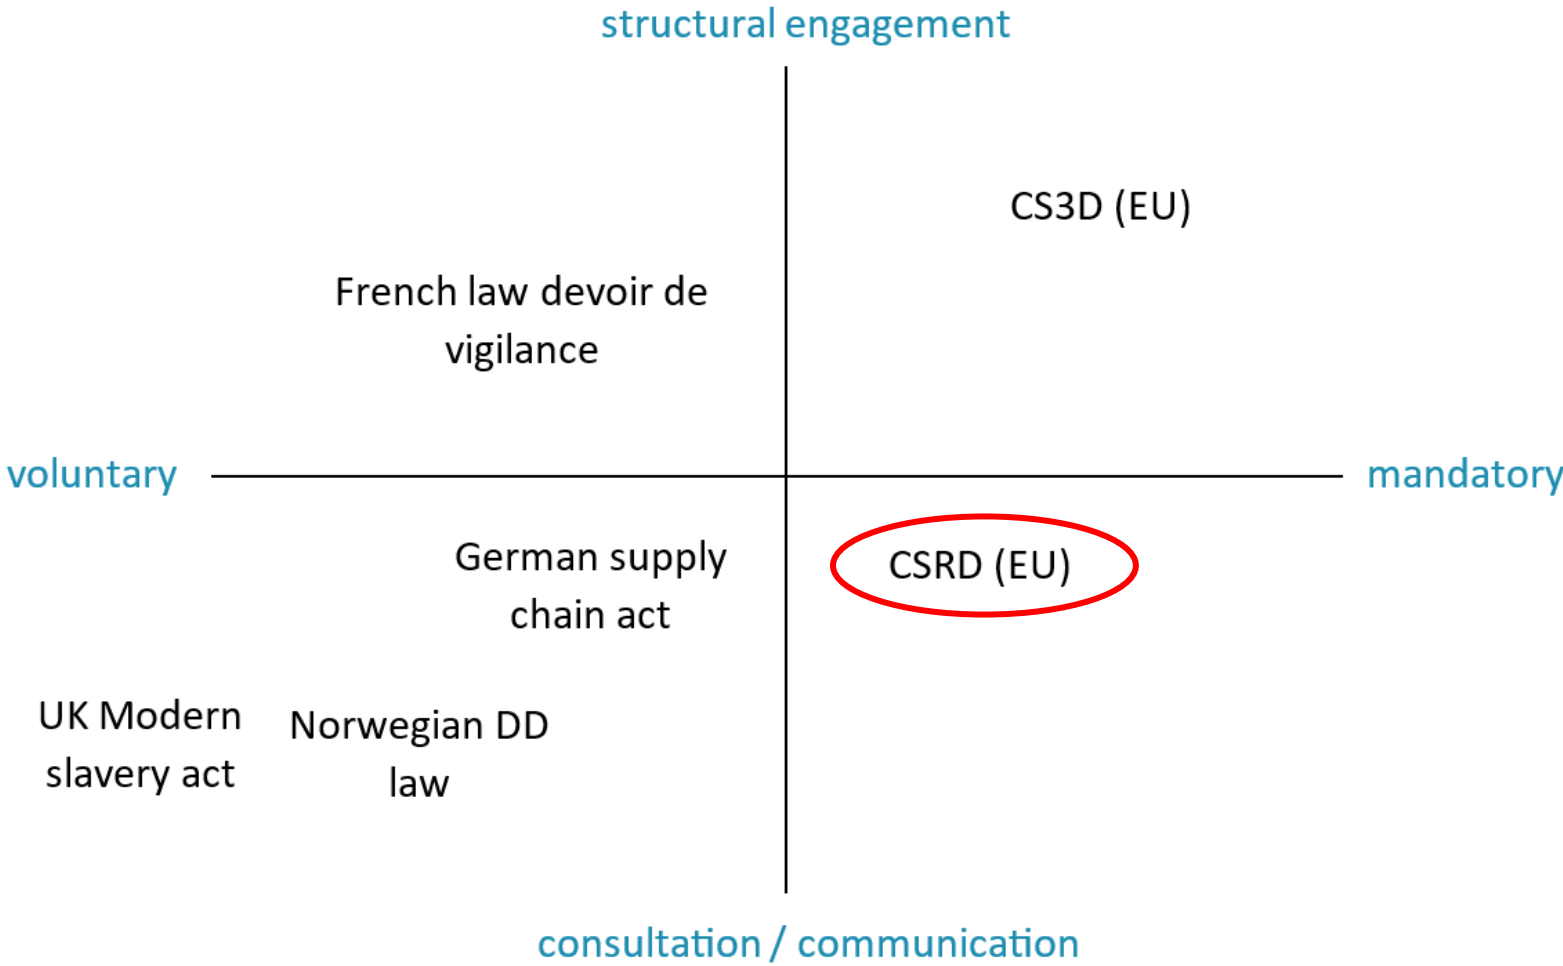 structural engagement
CS3D (EU)
French law devoir de
vigilance
voluntary
mandatory
German supply
chain act
CSRD (EU)
UK Modern
slavery act
Norwegian DD
law
consultation / communication